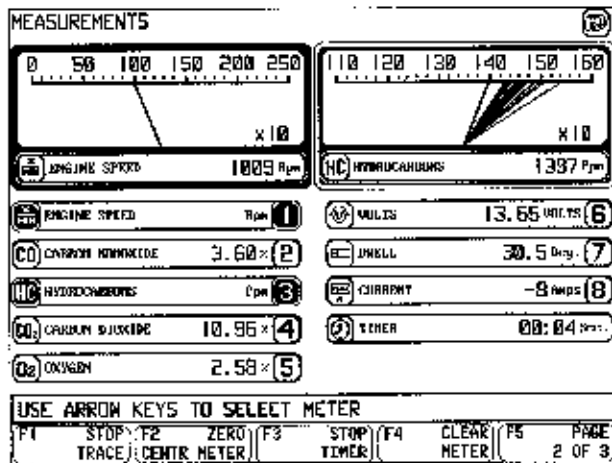 MEASUREMENTS
0 50 100 150 200 250
x10
ENGINE SPEED 1009 Rpm
110 120 130 140 150 160
x10
HC HYDROCARBONS 1337 Ppm
ENGINE SPEED Rpm 1
CO CARBON MONOXIDE 3.60 % 2
HC HYDROCARBONS Ppm 3
CO2 CARBON DIOXIDE 10.96 % 4
O2 OXYGEN 2.58 % 5
VOLTS 13.65 VOLTS 6
DWELL 30.5 Deg. 7
CURRENT -8 Amps 8
TIMER 00:04
USE ARROW KEYS TO SELECT METER
F1 STOP TRACE
F2 ZERO CENTR METER
F3 STOP TIMER
F4 CLEAR METER
F5 PAGE 2 OF 3